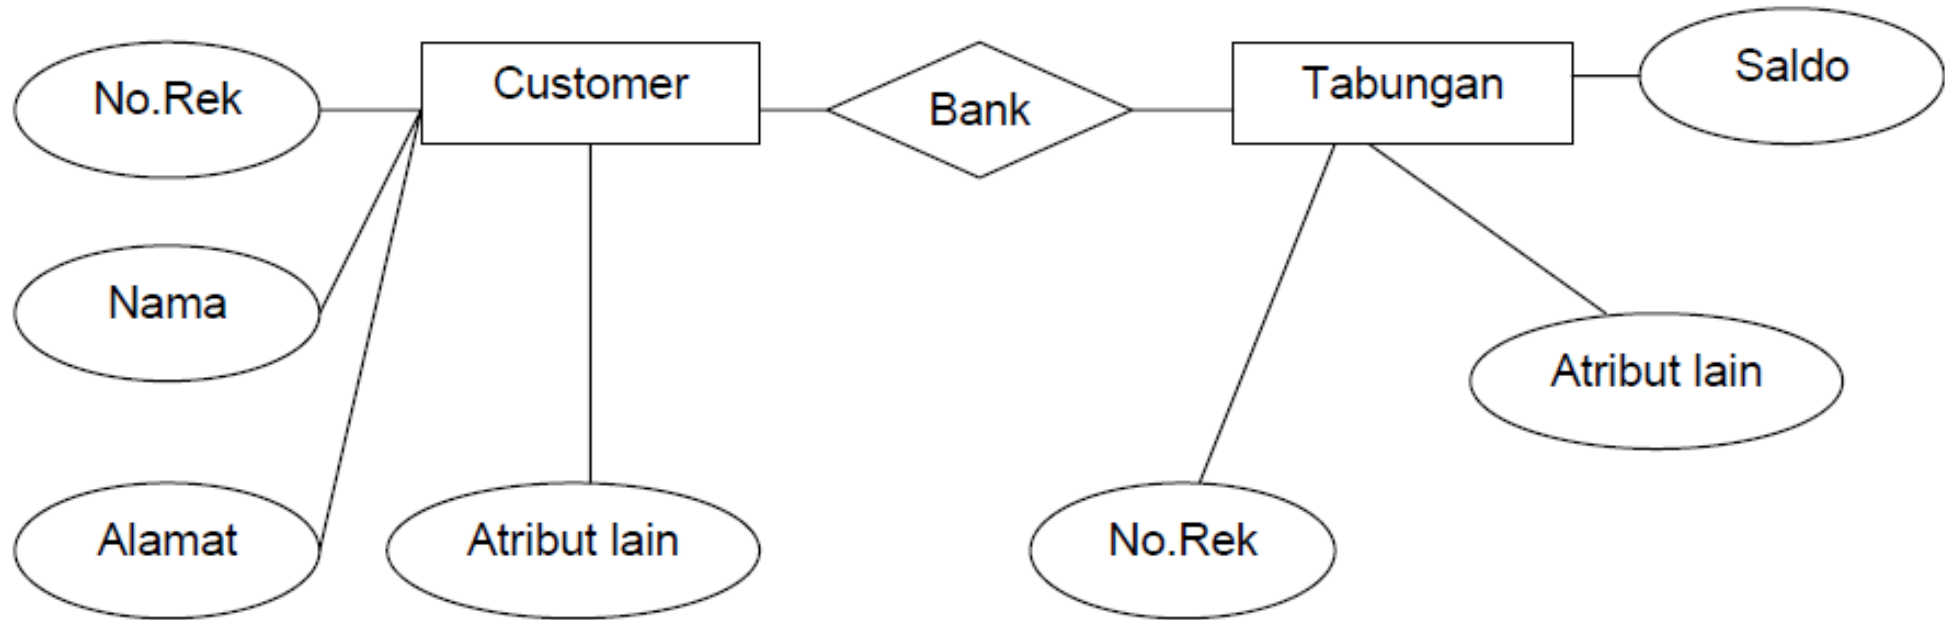 No.Rek
Customer
Bank
Tabungan
Saldo
Nama
Atribut lain
Alamat
Atribut lain
No.Rek